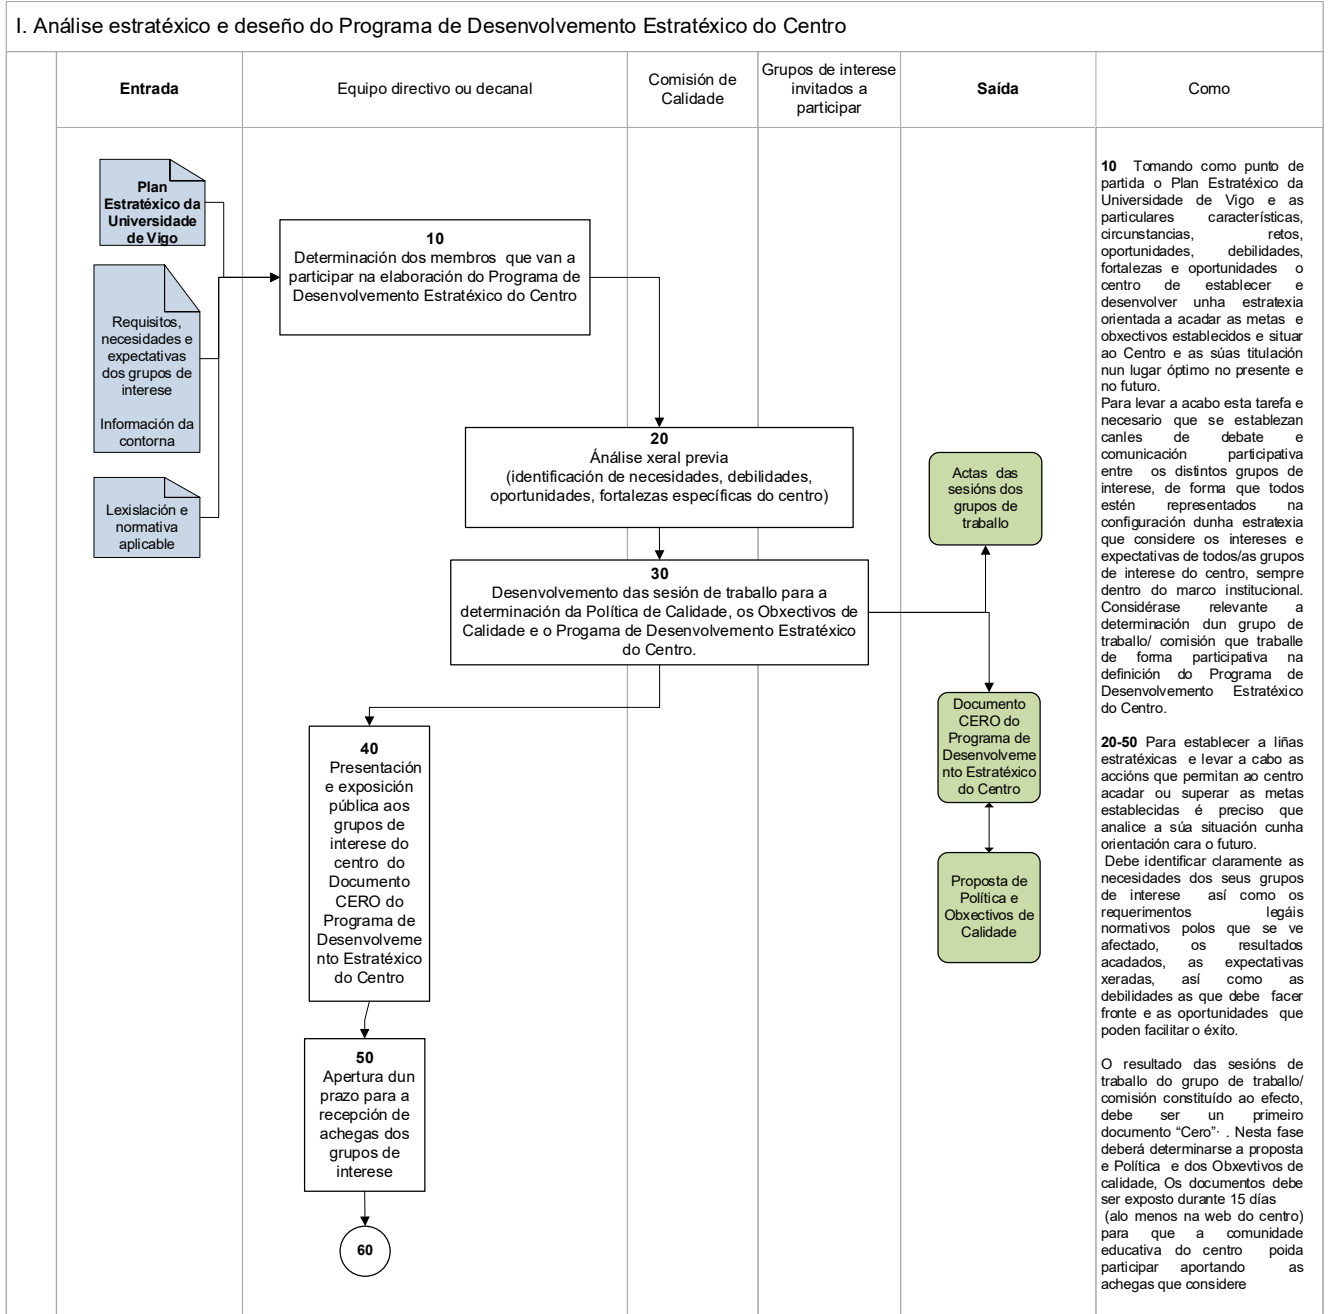 I. Análise estratéxico e deseño do Programa de Desenvolvemento Estratéxico do Centro
Entrada
Equipo directivo ou decanal
Comisión de
Calidade
Grupos de interese
invitados a
participar
Saída
Como
Plan
Estratéxico da
Universidade
de Vigo
Requisitos,
necesidades e
expectativas
dos grupos de
interese
Información da
contorna
Lexislación e
normativa
aplicable
10
Determinación dos membros que van a
participar na elaboración do Programa de
Desenvolvemento Estratéxico do Centro
20
Ánálise xeral previa
(identificación de necesidades, debilidades,
oportunidades, fortalezas específicas do centro)
30
Desenvolvemento das sesión de traballo para a
determinación da Política de Calidade, os Obxectivos de
Calidade e o Progama de Desenvolvemento Estratéxico
do Centro.
40
Presentación
e exposición
pública aos
grupos de
interese do
centro do
Documento
CERO do
Programa de
Desenvolveme
nto Estratéxico
do Centro
50
Apertura dun
prazo para a
recepción de
achegas dos
grupos de
interese
60
Actas das
sesións dos
grupos de
traballo
Documento
CERO do
Programa de
Desenvolveme
nto Estratéxico
do Centro
Proposta de
Política e
Obxectivos de
Calidade
10 Tomando como punto de
partida o Plan Estratéxico da
Universidade de Vigo e as
particulares características,
circunstancias, retos,
oportunidades, debilidades,
fortalezas e oportunidades o
centro de establecer e
desenvolver unha estratexia
orientada a acadar as metas e
obxectivos establecidos e situar
ao Centro e as súas titulación
nun lugar óptimo no presente e
no futuro.
Para levar a acabo esta tarefa e
necesario que se establezan
canles de debate e
comunicación participativa
entre os distintos grupos de
interese, de forma que todos
estén representados na
configuración dunha estratexia
que considere os intereses e
expectativas de todos/as grupos
de interese do centro, sempre
dentro do marco institucional.
Considérase relevante a
determinación dun grupo de
traballo/ comisión que traballe
de forma participativa na
definición do Programa de
Desenvolvemento Estratéxico
do Centro.
20-50 Para establecer a liñas
estratéxicas e levar a cabo as
accións que permitan ao centro
acadar ou superar as metas
establecidas é preciso que
analice a súa situación cunha
orientación cara o futuro.
Debe identificar claramente as
necesidades dos seus grupos
de interese así como os
requerimentos legáis
normativos polos que se ve
afectado, os resultados
acadados, as expectativas
xeradas, así como as
debilidades as que debe facer
fronte e as oportunidades que
poden facilitar o éxito.
O resultado das sesións de
traballo do grupo de traballo/
comisión constituído ao efecto,
debe ser un primeiro
documento “Cero”· . Nesta fase
deberá determinarse a proposta
e Política e dos Obxevtivos de
calidade, Os documentos debe
ser exposto durante 15 días
(alo menos na web do centro)
para que a comunidade
educativa do centro poida
participar aportando as
achegas que considere